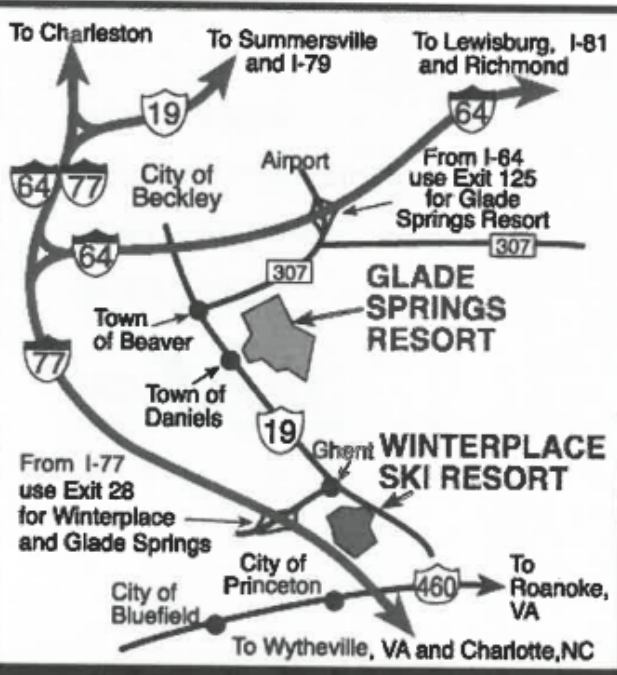 To Charleston
To Summersville
and I-79
To Lewisburg, I-81
and Richmond
19
64
64
77
City of
Beckley
Airport
From I-64
use Exit 125
for Glade
Springs Resort
64
307
307
GLADE
SPRINGS
RESORT
Town
of Beaver
77
Town of
Daniels
19
Ghent
WINTERPLACE
SKI RESORT
From I-77
use Exit 28
for Winterplace
and Glade Springs
City of
Princeton
City of
Bluefield
460
To
Roanoke,
VA
To Wytheville, VA and Charlotte,NC